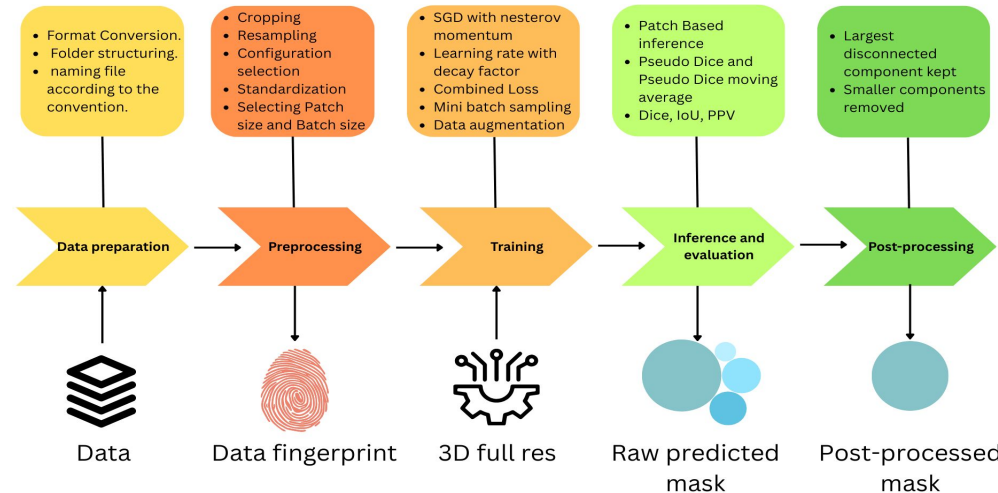 • Format Conversion.
• Folder structuring.
• naming file
according to the
convention.
• Cropping
• Resampling
• Configuration
selection
• Standardization
• Selecting Patch
size and Batch size
• SGD with nesterov
momentum
• Learning rate with
decay factor
• Combined Loss
• Mini batch sampling
• Data augmentation
• Patch Based
inference
• Pseudo Dice and
Pseudo Dice moving
average
• Dice, IoU, PPV
• Largest
disconnected
component kept
• Smaller components
removed
Data preparation
Preprocessing
Training
Inference and
evaluation
Post-processing
Data
Data fingerprint
3D full res
Raw predicted
mask
Post-processed
mask